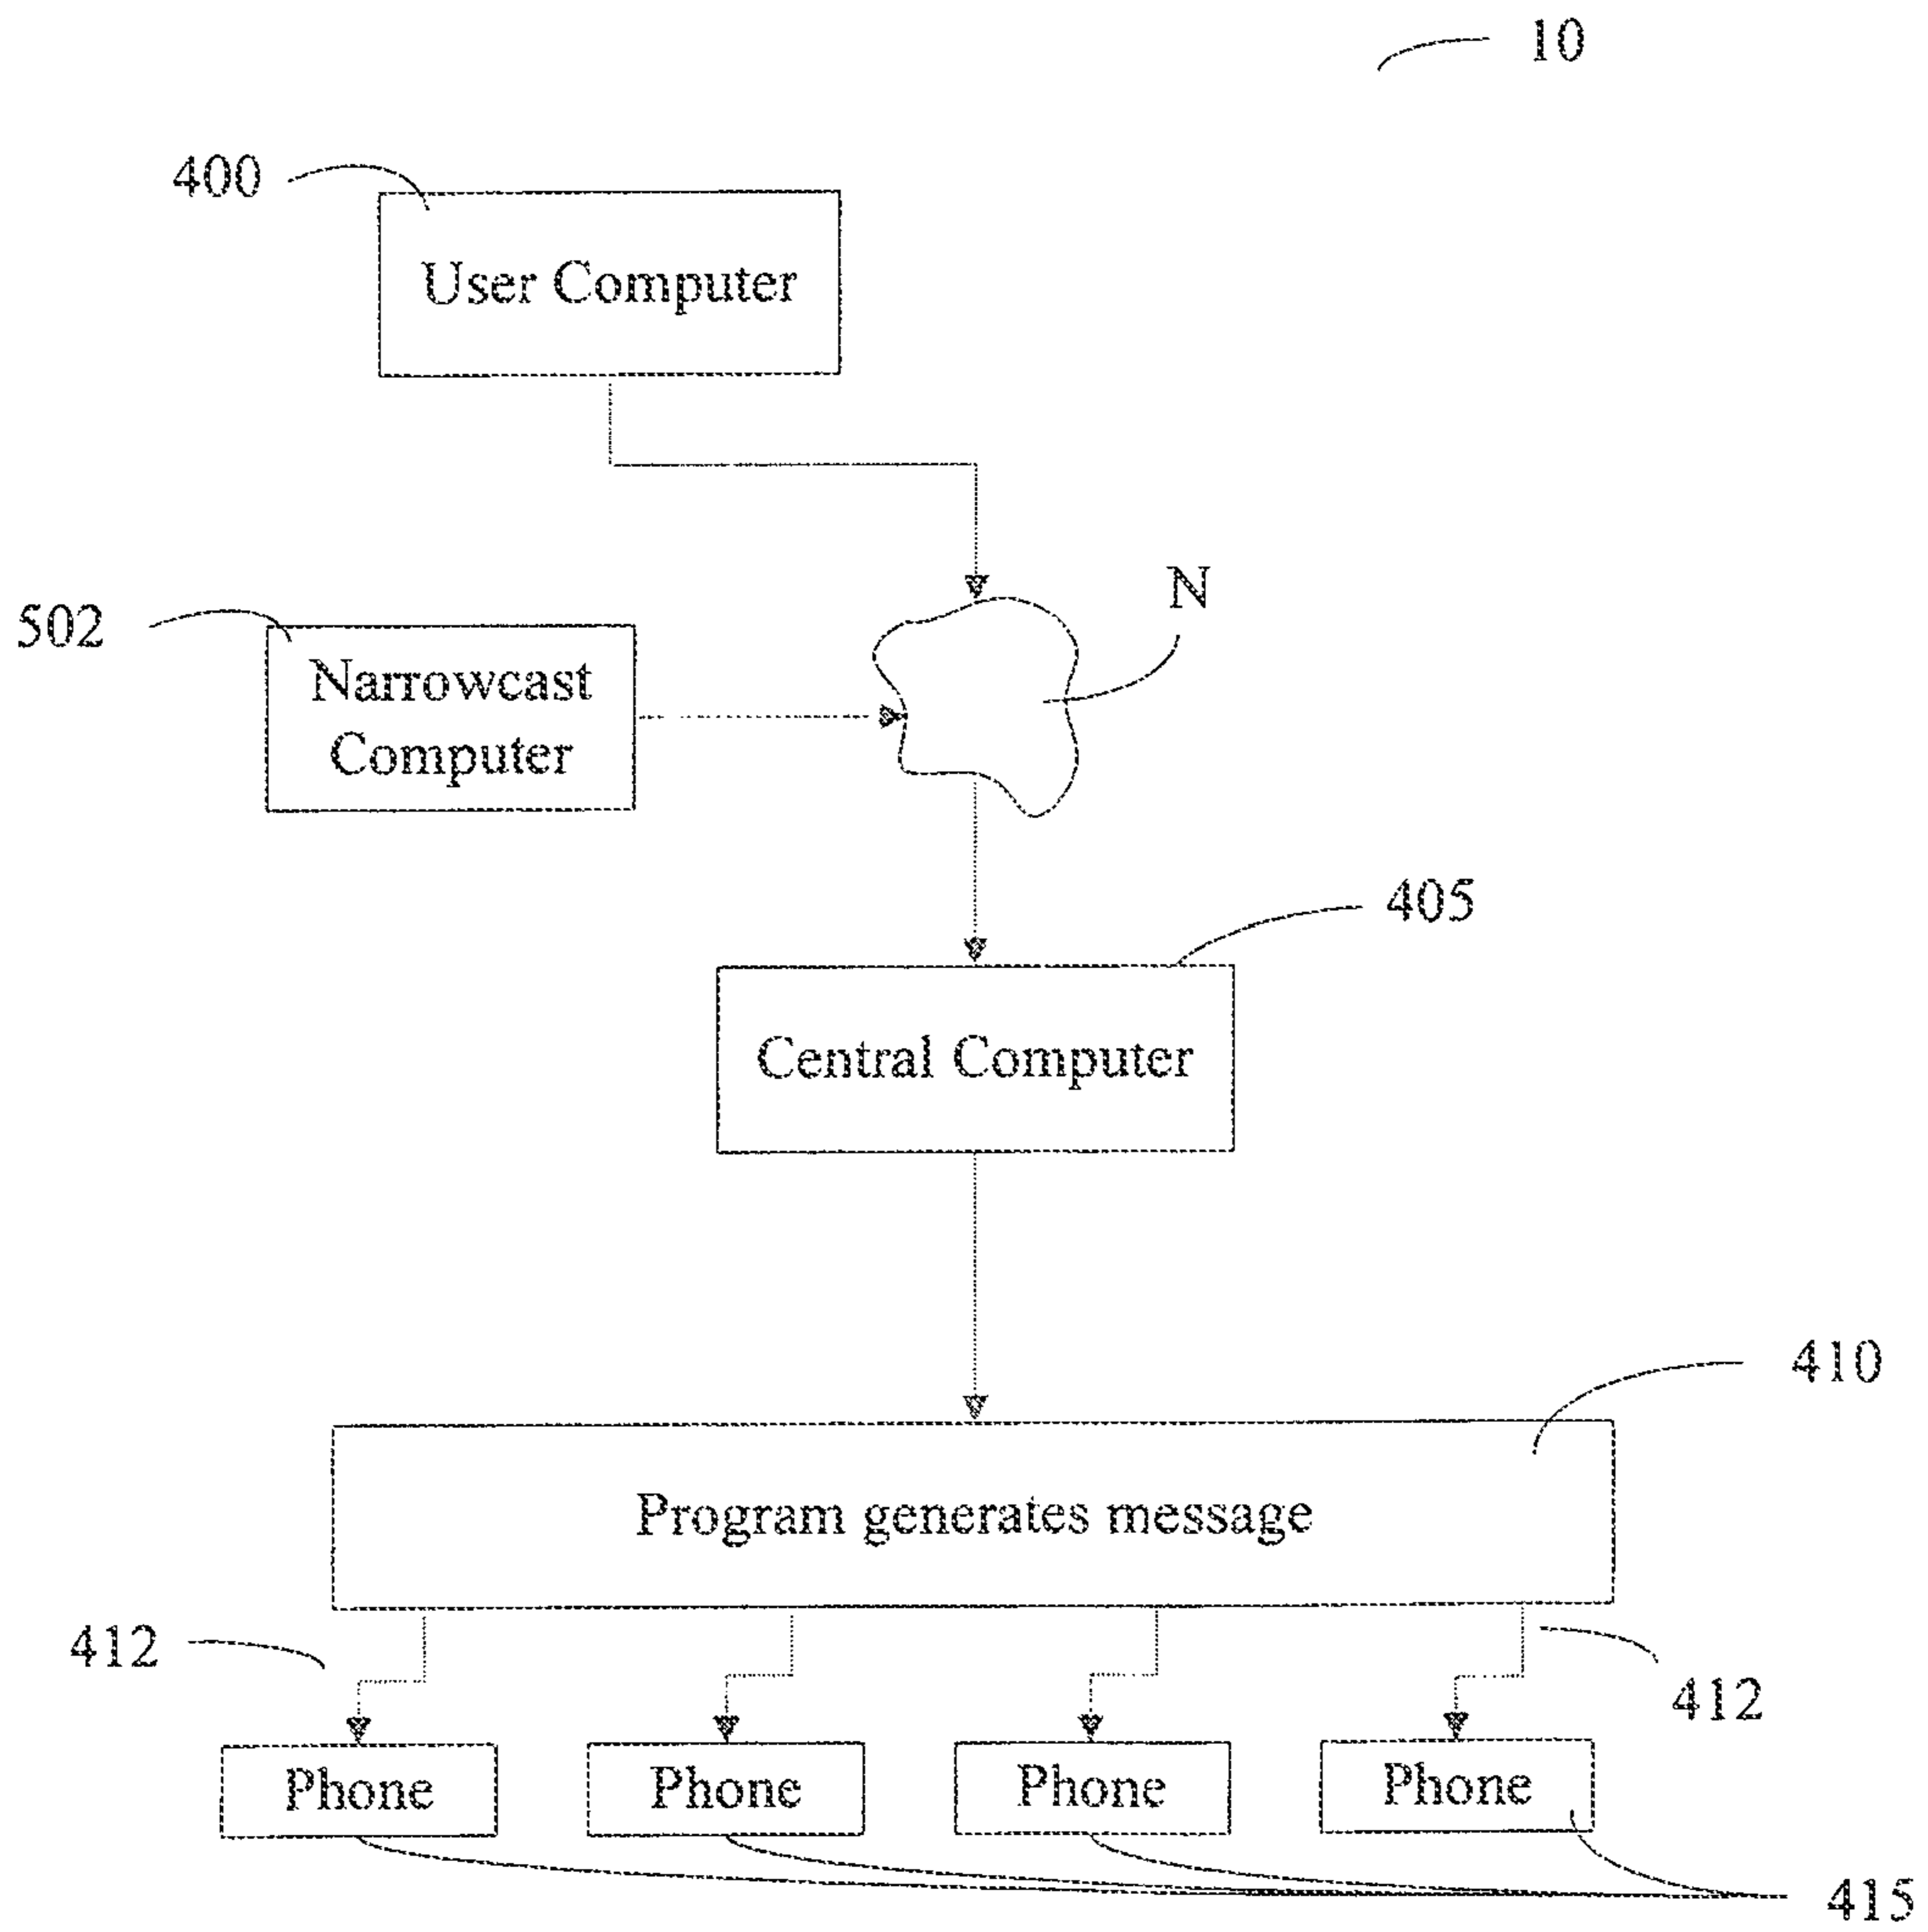 10
400
User Computer
N
502
Narrowcast
Computer
405
Central Computer
410
Program generates message
412
412
Phone
Phone
Phone
Phone
415